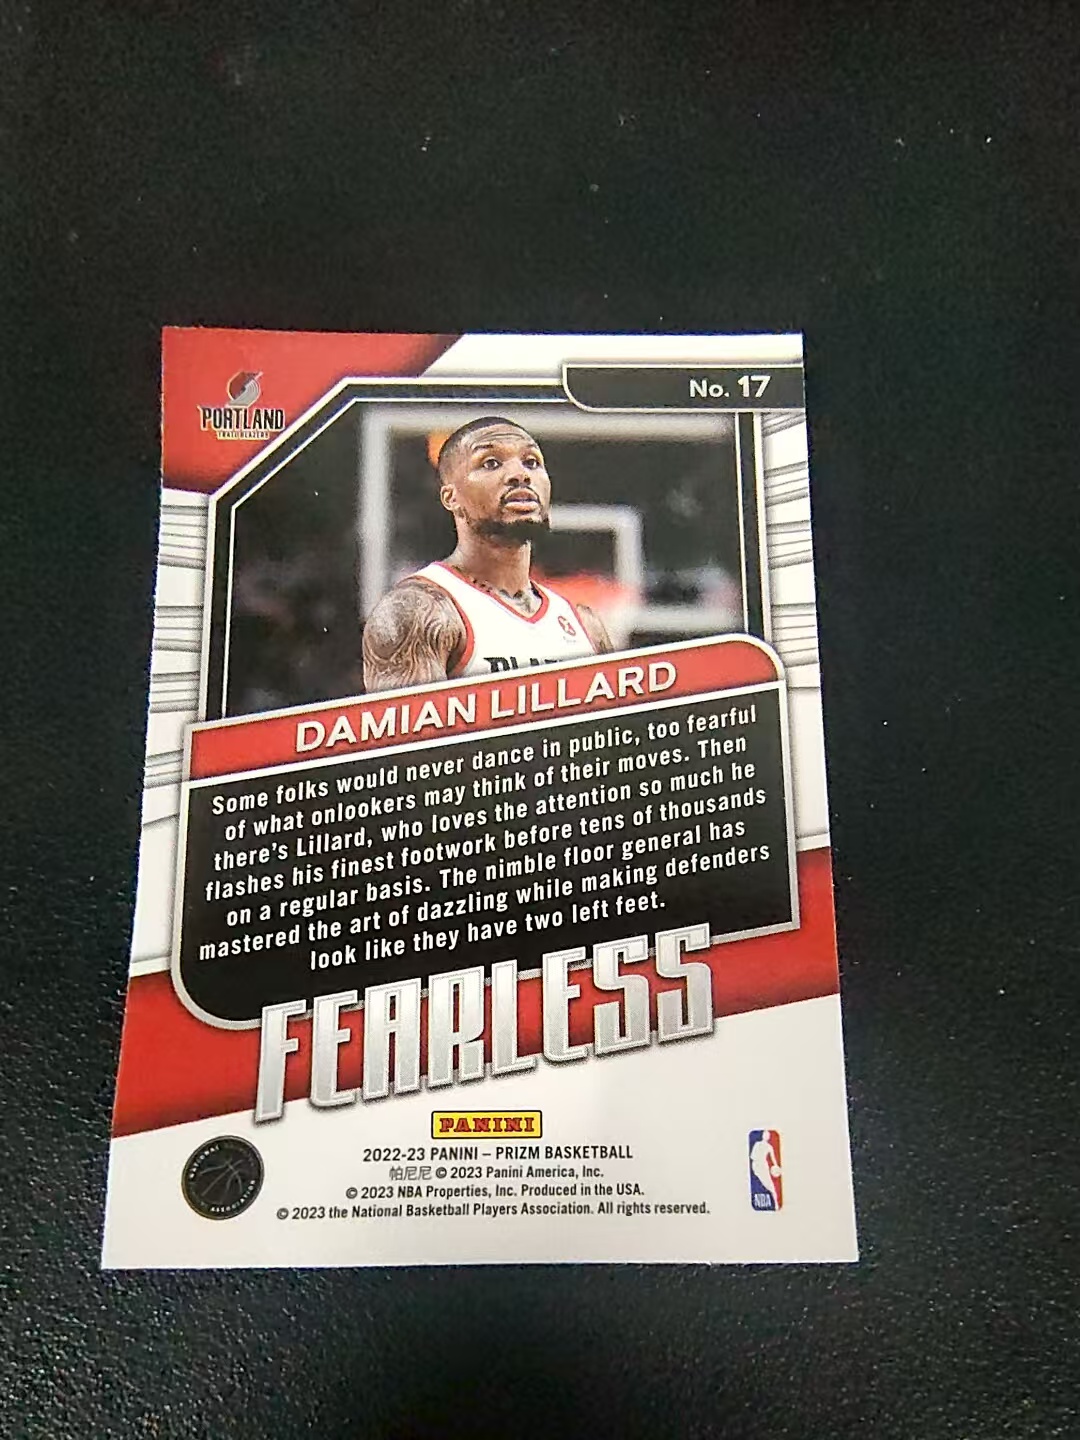 No. 17
PORTLAND
TRAIL BLAZERS
DAMIAN LILLARD
Some folks would never dance in public, too fearful
of what onlookers may think of their moves. Then
there's Lillard, who loves the attention so much he
flashes his finest footwork before tens of thousands
on a regular basis. The nimble floor general has
mastered the art of dazzling while making defenders
look like they have two left feet.
FEARLESS
PANINI
2022-23 PANINI – PRIZM BASKETBALL
帕尼尼 © 2023 Panini America, Inc.
© 2023 NBA Properties, Inc. Produced in the USA.
© 2023 the National Basketball Players Association. All rights reserved.
NATIONAL
ASSOCIATION
NBA